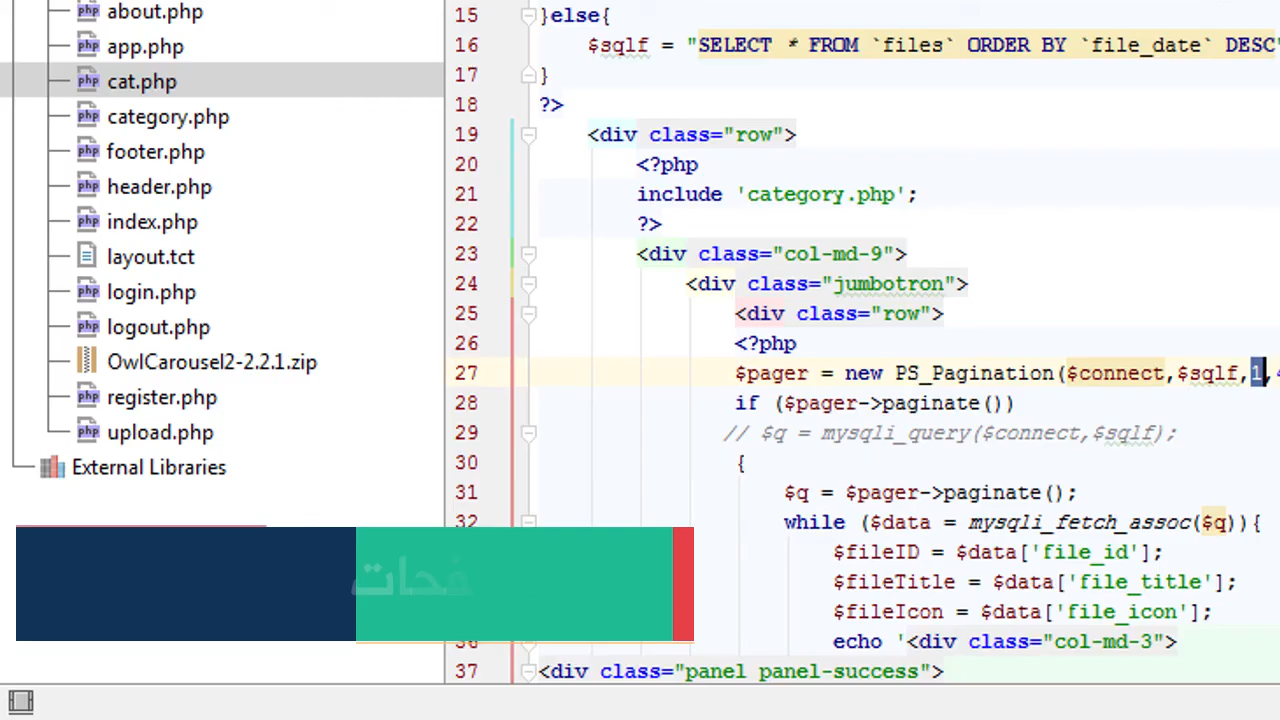 about.php
app.php
cat.php
category.php
footer.php
header.php
index.php
layout.tct
login.php
logout.php
OwlCarousel2-2.2.1.zip
register.php
upload.php
External Libraries
15 }else{
16 $sqlf = "SELECT * FROM `files` ORDER BY `file_date` DESC"
17 }
18 ?>
19 <div class="row">
20 <?php
21 include 'category.php';
22 ?>
23 <div class="col-md-9">
24 <div class="jumbotron">
25 <div class="row">
26 <?php
27 $pager = new PS_Pagination($connect,$sqlf,1,
28 if ($pager->paginate())
29 // $q = mysqli_query($connect,$sqlf);
30 {
31 $q = $pager->paginate();
32 while ($data = mysqli_fetch_assoc($q)){
$fileID = $data['file_id'];
$fileTitle = $data['file_title'];
$fileIcon = $data['file_icon'];
36 echo '<div class="col-md-3">
37 <div class="panel panel-success">